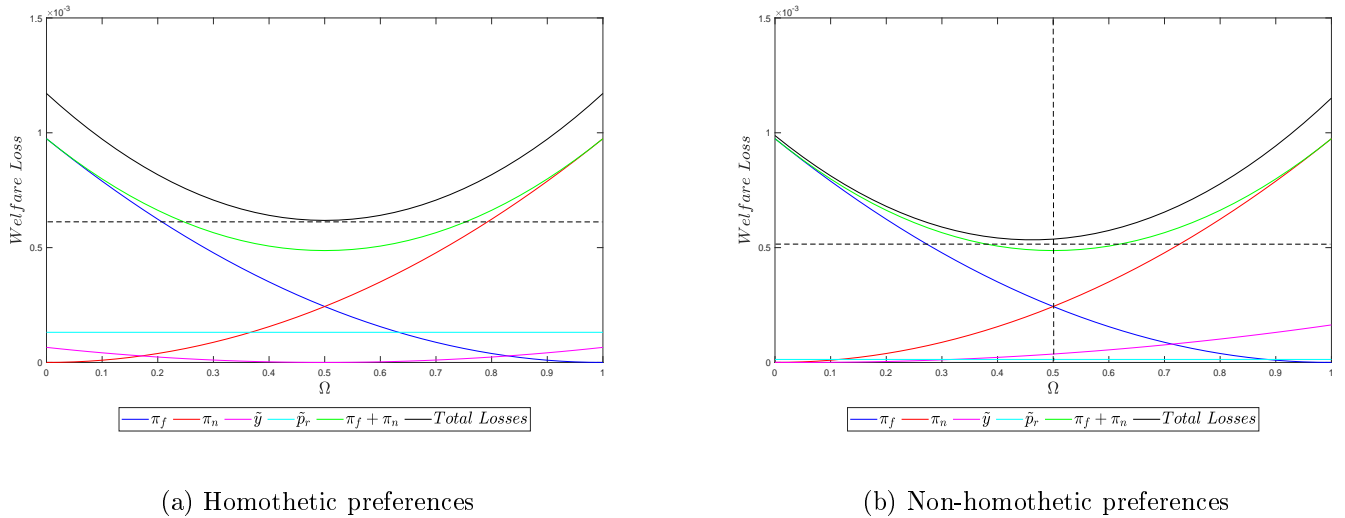 ×10⁻³
1.5
1
0.5
0
Welfare Loss
0 0.1 0.2 0.3 0.4 0.5 0.6 0.7 0.8 0.9 1
Ω
π_f π_n ỹ p̃_r π_f + π_n Total Losses
(a) Homothetic preferences
×10⁻³
1.5
1
0.5
0
Welfare Loss
0 0.1 0.2 0.3 0.4 0.5 0.6 0.7 0.8 0.9 1
Ω
π_f π_n ỹ p̃_r π_f + π_n Total Losses
(b) Non-homothetic preferences